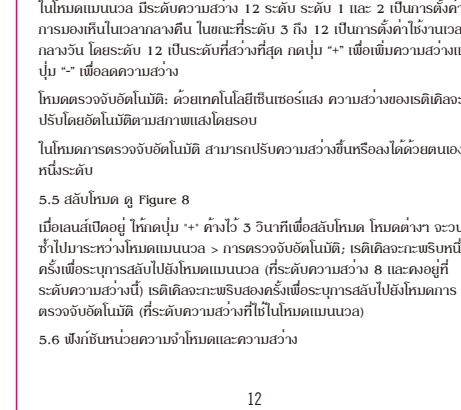 ในโหมดแมนนวล มีระดับความสว่าง 12 ระดับ ระดับ 1 และ 2 เป็นการตั้งค่า
การมองเห็นในเวลากลางคืน ในขณะที่ระดับ 3 ถึง 12 เป็นการตั้งค่าใช้งานเวลา
กลางวัน โดยระดับ 12 เป็นระดับที่สว่างที่สุด กดปุ่ม “+” เพื่อเพิ่มความสว่าง
ปุ่ม “-” เพื่อลดความสว่าง
โหมดตรวจจับอัตโนมัติ: ด้วยเทคโนโลยีเซ็นเซอร์แสง ความสว่างของเรติเคิลจะ
ปรับโดยอัตโนมัติตามสภาพแสงโดยรอบ
ในโหมดการตรวจจับอัตโนมัติ สามารถปรับความสว่างขึ้นหรือลงได้ด้วยตนเอง
หนึ่งระดับ
5.5 สลับโหมด ดู Figure 8
เมื่อเลนส์เปิดอยู่ ให้กดปุ่ม "+" ค้างไว้ 3 วินาทีเพื่อสลับโหมด โหมดต่างๆ จะวน
ซ้ำไปมาระหว่างโหมดแมนนวล > การตรวจจับอัตโนมัติ; เรติเคิลจะกะพริบหนึ่ง
ครั้งเพื่อระบุการสลับไปยังโหมดแมนนวล (ที่ระดับความสว่าง 8 และคงอยู่ที่
ระดับความสว่างนี้) เรติเคิลจะกะพริบสองครั้งเพื่อระบุการสลับไปยังโหมดการ
ตรวจจับอัตโนมัติ (ที่ระดับความสว่างที่ใช้ในโหมดแมนนวล)
5.6 ฟังก์ชันหน่วยความจำโหมดและความสว่าง
12